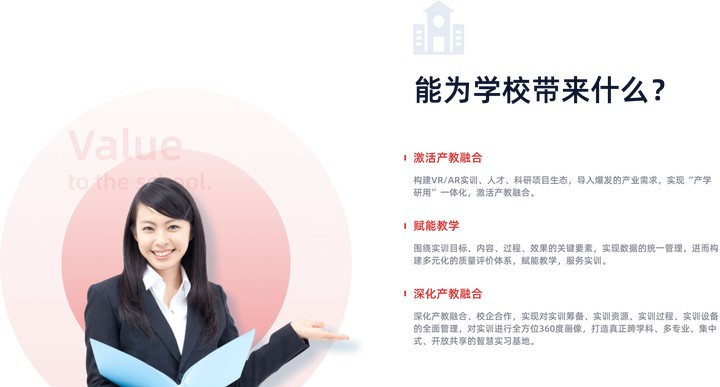 Value
to the school.
能为学校带来什么？
激活产教融合
构建VR/AR实训、人才、科研项目生态，导入爆发的产业需求，实现“产学
研用”一体化，激活产教融合。
赋能教学
围绕实训目标、内容、过程、效果的关键要素，实现数据的统一管理，进而构
建多元化的质量评价体系，赋能教学，服务实训。
深化产教融合
深化产教融合、校企合作，实现对实训筹备、实训资源、实训过程、实训设备
的全面管理，对实训进行全方位360度画像，打造真正跨学科、多专业、集中
式、开放共享的智慧实习基地。